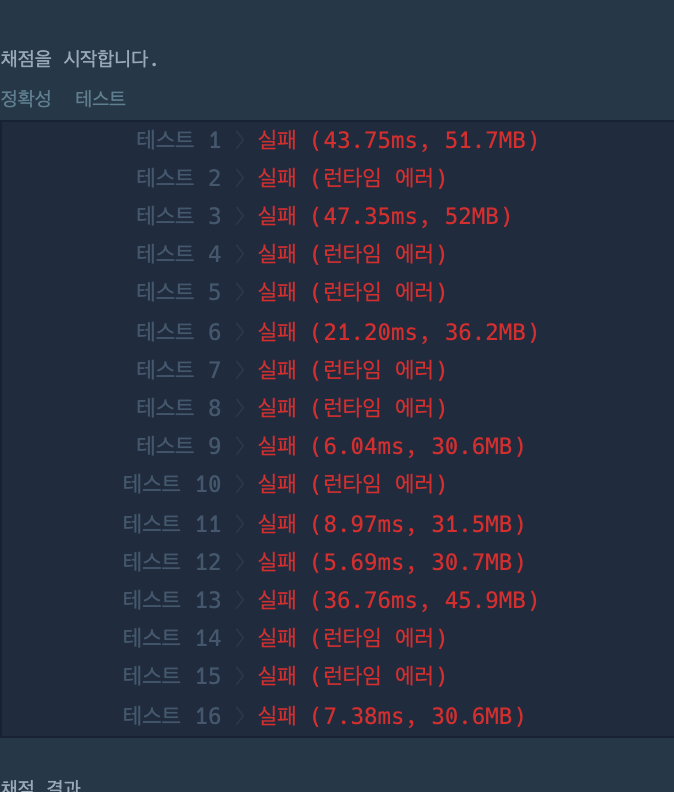 채점을 시작합니다.
정확성 테스트
테스트 1 〉 실패 (43.75ms, 51.7MB)
테스트 2 〉 실패 (런타임 에러)
테스트 3 〉 실패 (47.35ms, 52MB)
테스트 4 〉 실패 (런타임 에러)
테스트 5 〉 실패 (런타임 에러)
테스트 6 〉 실패 (21.20ms, 36.2MB)
테스트 7 〉 실패 (런타임 에러)
테스트 8 〉 실패 (런타임 에러)
테스트 9 〉 실패 (6.04ms, 30.6MB)
테스트 10 〉 실패 (런타임 에러)
테스트 11 〉 실패 (8.97ms, 31.5MB)
테스트 12 〉 실패 (5.69ms, 30.7MB)
테스트 13 〉 실패 (36.76ms, 45.9MB)
테스트 14 〉 실패 (런타임 에러)
테스트 15 〉 실패 (런타임 에러)
테스트 16 〉 실패 (7.38ms, 30.6MB)
채점 결과